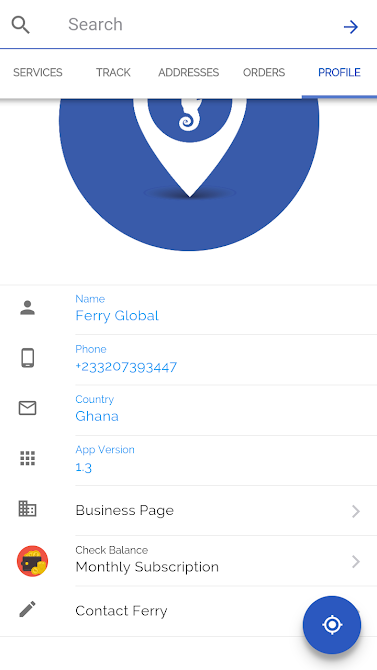 Search
SERVICES TRACK ADDRESSES ORDERS PROFILE
Name
Ferry Global
Phone
+233207393447
Country
Ghana
App Version
1.3
Business Page
Check Balance
Monthly Subscription
Contact Ferry